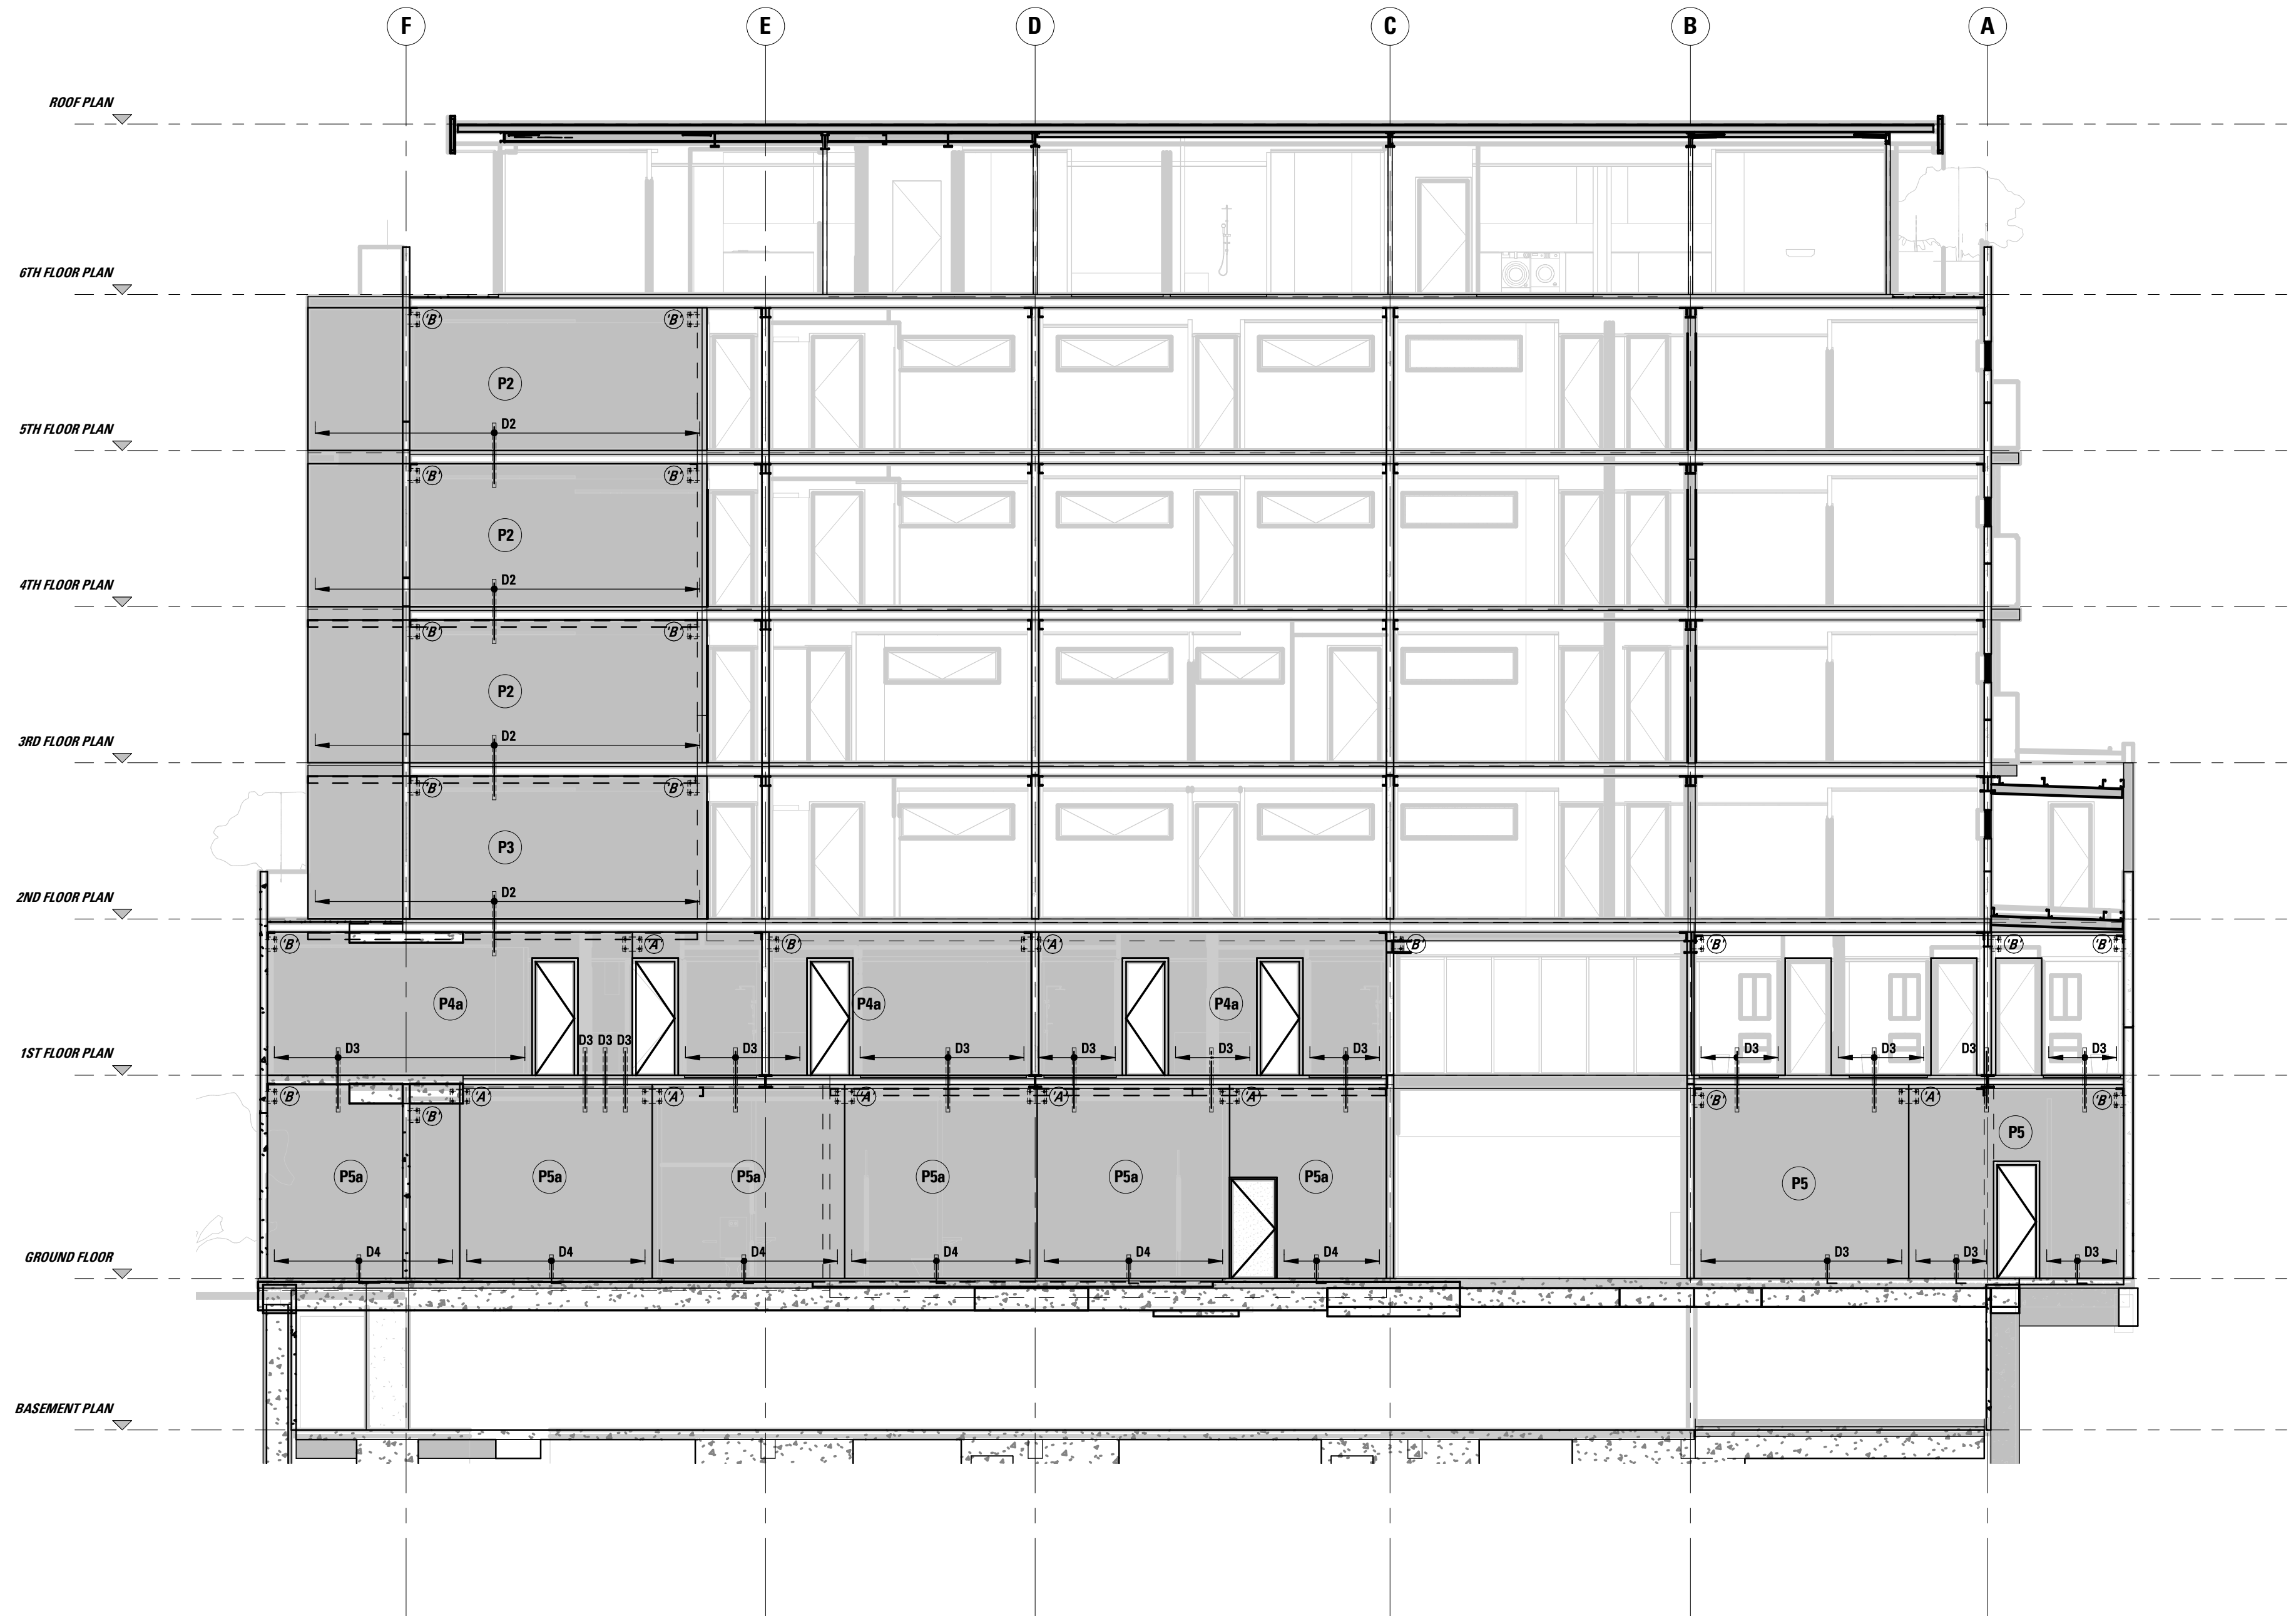 F E D C B A
ROOF PLAN
6TH FLOOR PLAN
'B' 'B'
P2
5TH FLOOR PLAN
D2
'B' 'B'
P2
4TH FLOOR PLAN
D2
'B' 'B'
P2
3RD FLOOR PLAN
D2
'B' 'B'
P3
2ND FLOOR PLAN
D2
'B' 'A' 'B' 'A' 'B' 'B' 'B' 'B'
P4a P4a P4a
D3 D3 D3
1ST FLOOR PLAN
D3 D3 D3 D3 D3 D3 D3 D3 D3 D3
'B' 'A' 'A' 'A' 'A' 'A' 'B' 'A' 'B'
'B'
P5
P5a P5a P5a P5a P5a P5a P5
GROUND FLOOR
D4 D4 D4 D4 D4 D4 D3 D3 D3
BASEMENT PLAN